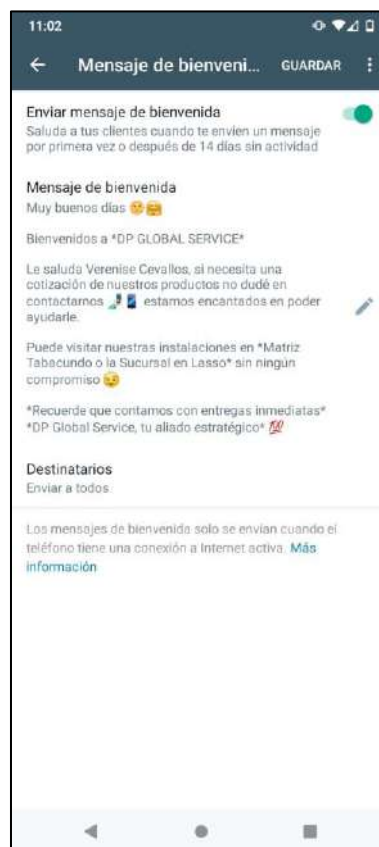 11:02
Mensaje de bienveni... GUARDAR
Enviar mensaje de bienvenida
Saluda a tus clientes cuando te envíen un mensaje
por primera vez o después de 14 días sin actividad
Mensaje de bienvenida
Muy buenos días 🤫🤗
Bienvenidos a *DP GLOBAL SERVICE*
Le saluda Verenise Cevallos, si necesita una
cotización de nuestros productos no dudé en
contactarnos 🤳📱 estamos encantados en poder
ayudarle.
Puede visitar nuestras instalaciones en *Matriz
Tabacundo o la Sucursal en Lasso* sin ningún
compromiso 😉
*Recuerde que contamos con entregas inmediatas*
*DP Global Service, tu aliado estratégico* 💯
Destinatarios
Enviar a todos
Los mensajes de bienvenida solo se envían cuando el
teléfono tiene una conexión a Internet activa. Más
información